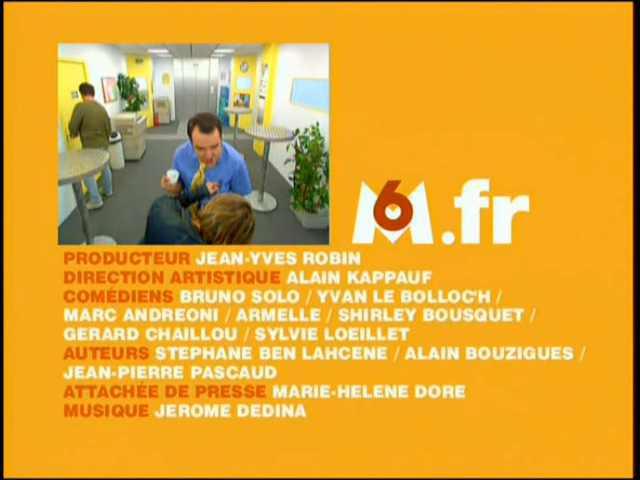 M6.fr
PRODUCTEUR JEAN-YVES ROBIN
DIRECTION ARTISTIQUE ALAIN KAPPAUF
COMÉDIENS BRUNO SOLO / YVAN LE BOLLOC'H /
MARC ANDREONI / ARMELLE / SHIRLEY BOUSQUET /
GERARD CHAILLOU / SYLVIE LOEILLET
AUTEURS STEPHANE BEN LAHCENE / ALAIN BOUZIGUES /
JEAN-PIERRE PASCAUD
ATTACHÉE DE PRESSE MARIE-HELENE DORE
MUSIQUE JEROME DEDINA